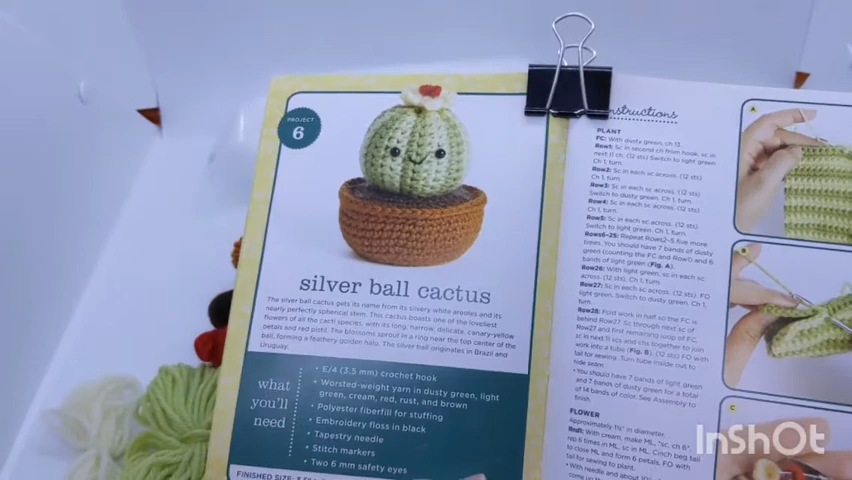 PROJECT
6
silver ball cactus
The silver ball cactus gets its name from its silvery white areoles and its
nearly perfectly spherical stem. This cactus boasts one of the loveliest
flowers of all the cacti species, with its long, narrow, delicate, canary-yellow
petals and red pistil. The blossoms sprout in a ring near the top center of the
ball, forming a feathery golden halo. The silver ball originates in Brazil and
Uruguay.
what
you'll
need
• E/4 (3.5 mm) crochet hook
• Worsted-weight yarn in dusty green, light
green, cream, red, rust, and brown
• Polyester fiberfill for stuffing
• Embroidery floss in black
• Tapestry needle
• Stitch markers
• Two 6 mm safety eyes
FINISHED SIZE:
instructions
PLANT
FC: With dusty green, ch 13.
Row1: Sc in second ch from hook, sc in
next 11 ch. (12 sts) Switch to light green.
Ch 1, turn.
Row2: Sc in each sc across. (12 sts)
Ch 1, turn.
Row3: Sc in each sc across. (12 sts)
Switch to dusty green. Ch 1, turn.
Row4: Sc in each sc across. (12 sts)
Ch 1, turn.
Row5: Sc in each sc across. (12 sts)
Switch to light green. Ch 1, turn.
Rows6–25: Repeat Rows2–5 five more
times. You should have 7 bands of dusty
green (counting the FC and Row1) and 6
bands of light green (Fig. A).
Row26: With light green, sc in each sc
across. (12 sts). Ch 1, turn.
Row27: Sc in each sc across. (12 sts) FO
light green. Switch to dusty green. Ch 1,
turn.
Row28: Fold work in half so the FC is
behind Row27. Sc through next sc of
Row27 and first remaining loop of FC,
sc in next 11 scs and chs together to join
into a tube (Fig. B). (12 sts) FO with
tail for sewing. Turn tube inside out to
hide seam.
• You should have 7 bands of light green
and 7 bands of dusty green for a total
of 14 bands of color. See Assembly to
finish.
FLOWER
Approximately 1½" in diameter.
Rnd1: With cream, make ML, *sc, ch 6*,
rep 6 times in ML, sc in ML. Cinch beg tail
to close ML and form 6 petals. FO with
tail for sewing to plant.
• With needle and about
A
B
C
InShOt